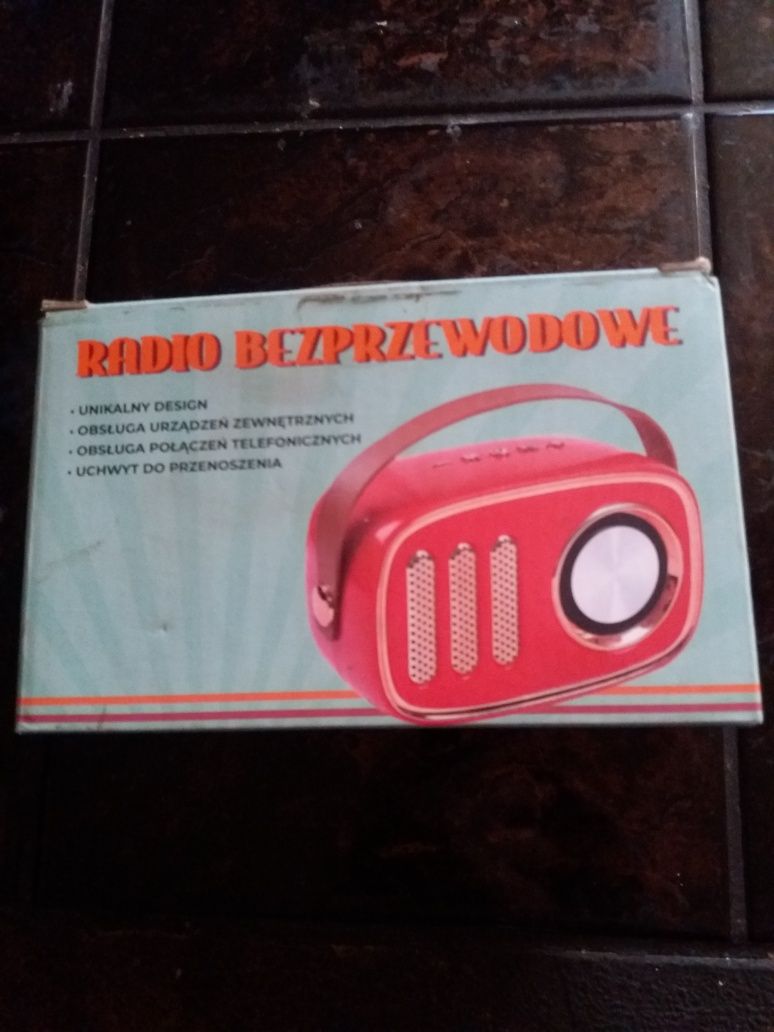 RADIO BEZPRZEWODOWE
• UNIKALNY DESIGN
• OBSŁUGA URZĄDZEŃ ZEWNĘTRZNYCH
• OBSŁUGA POŁĄCZEŃ TELEFONICZNYCH
• UCHWYT DO PRZENOSZENIA